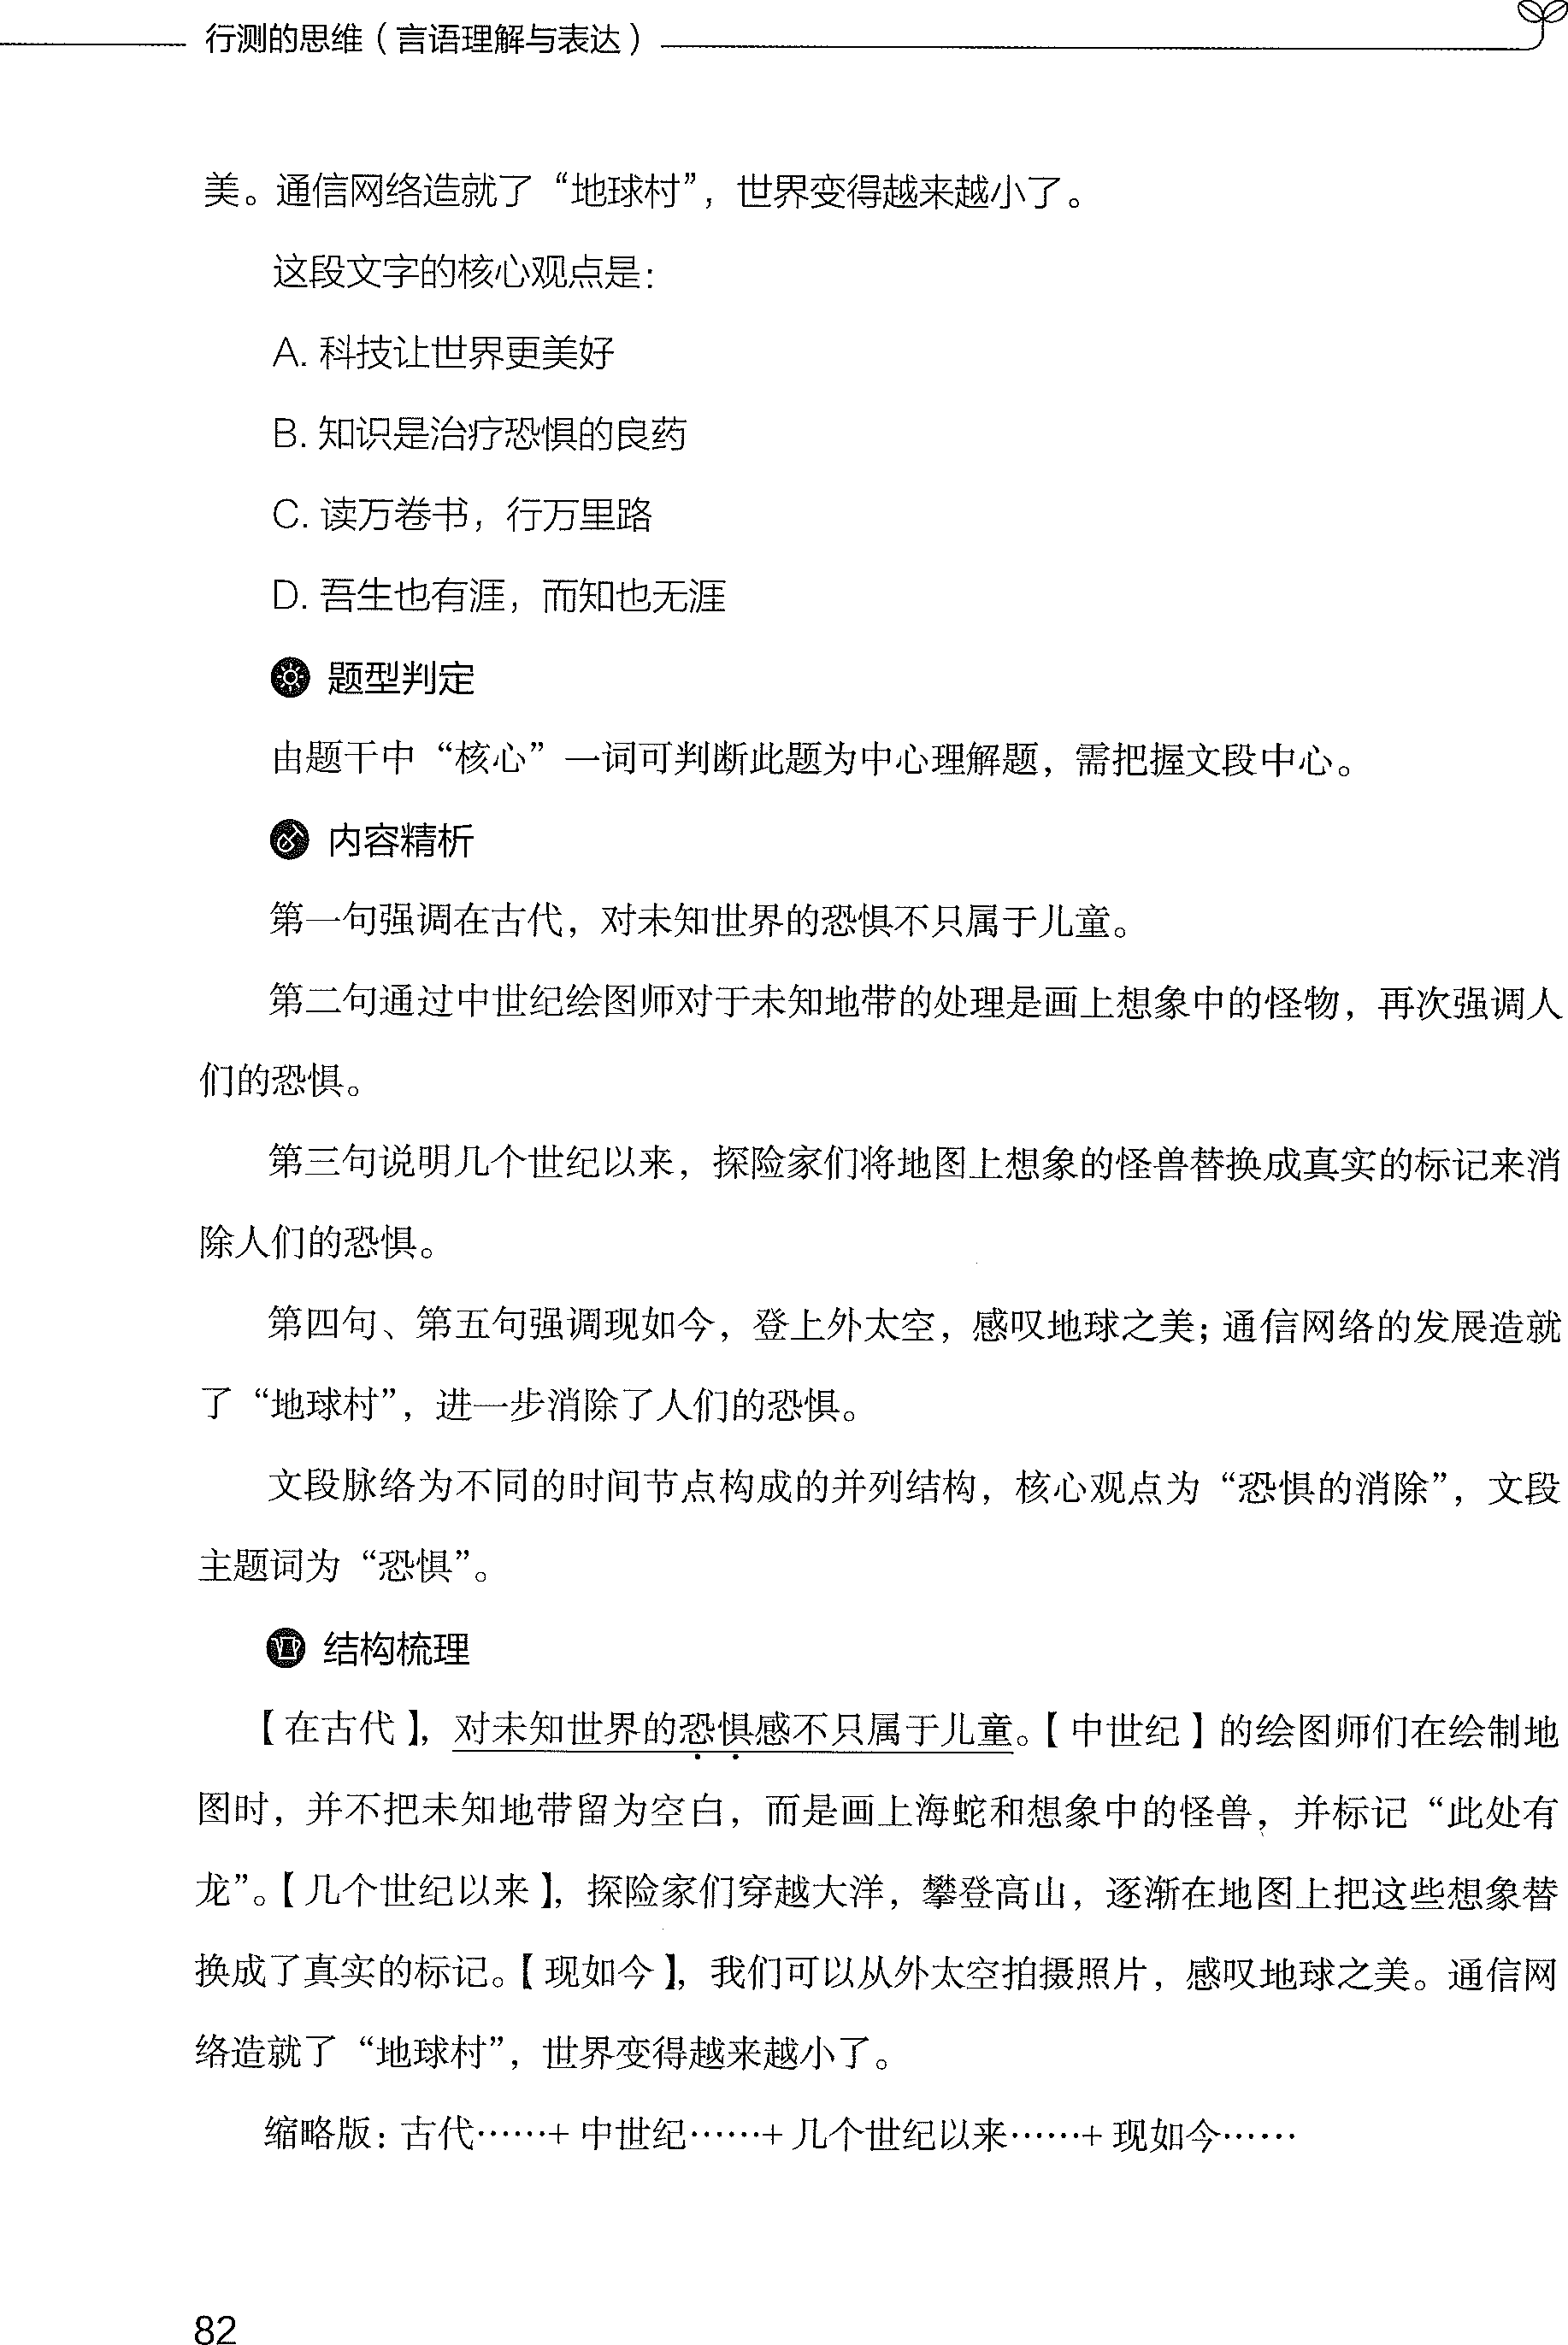 行测的思维（言语理解与表达）
美。通信网络造就了“地球村”，世界变得越来越小了。
这段文字的核心观点是：
A. 科技让世界更美好
B. 知识是治疗恐惧的良药
C. 读万卷书，行万里路
D. 吾生也有涯，而知也无涯
题型判定
由题干中“核心”一词可判断此题为中心理解题，需把握文段中心。
内容精析
第一句强调在古代，对未知世界的恐惧不只属于儿童。
第二句通过中世纪绘图师对于未知地带的处理是画上想象中的怪物，再次强调人
们的恐惧。
第三句说明几个世纪以来，探险家们将地图上想象的怪兽替换成真实的标记来消
除人们的恐惧。
第四句、第五句强调现如今，登上外太空，感叹地球之美；通信网络的发展造就
了“地球村”，进一步消除了人们的恐惧。
文段脉络为不同的时间节点构成的并列结构，核心观点为“恐惧的消除”，文段
主题词为“恐惧”。
结构梳理
【在古代】，对未知世界的恐惧感不只属于儿童。【中世纪】的绘图师们在绘制地
图时，并不把未知地带留为空白，而是画上海蛇和想象中的怪兽，并标记“此处有
龙”。【几个世纪以来】，探险家们穿越大洋，攀登高山，逐渐在地图上把这些想象替
换成了真实的标记。【现如今】，我们可以从外太空拍摄照片，感叹地球之美。通信网
络造就了“地球村”，世界变得越来越小了。
缩略版：古代……+ 中世纪……+ 几个世纪以来……+ 现如今……
82